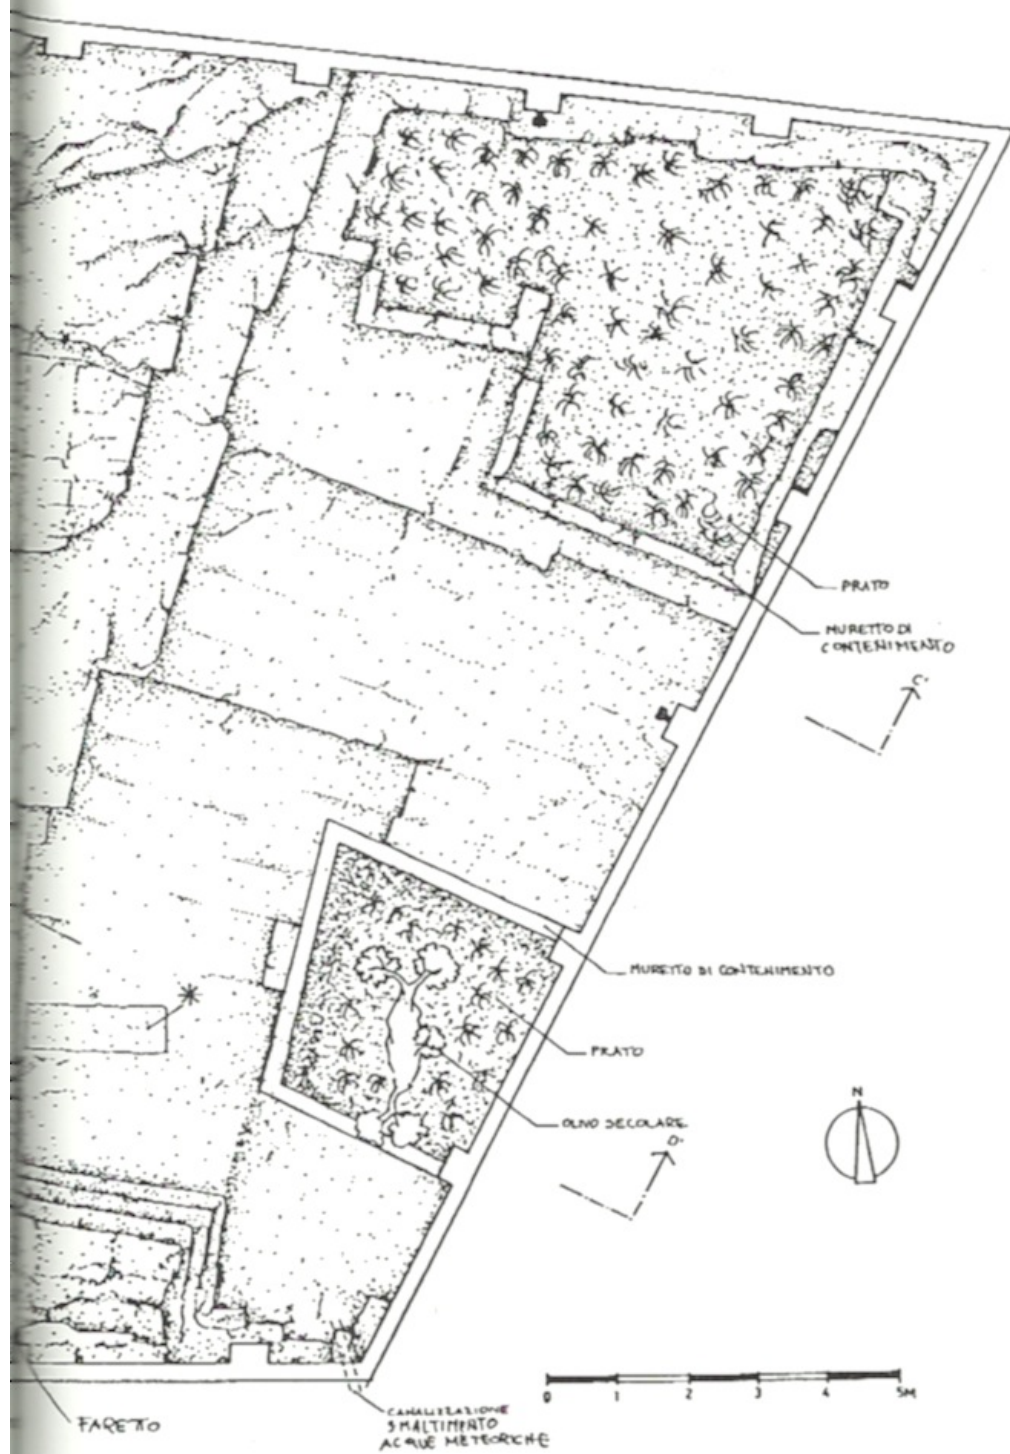 PRATO
MURETTO DI
CONTENIMENTO
C'
MURETTO DI CONTENIMENTO
PRATO
OLIVO SECOLARE
D'
N
0 1 2 3 4 5M
FARETTO
CANALIZZAZIONE
SMALTIMENTO
ACQUE METEORICHE